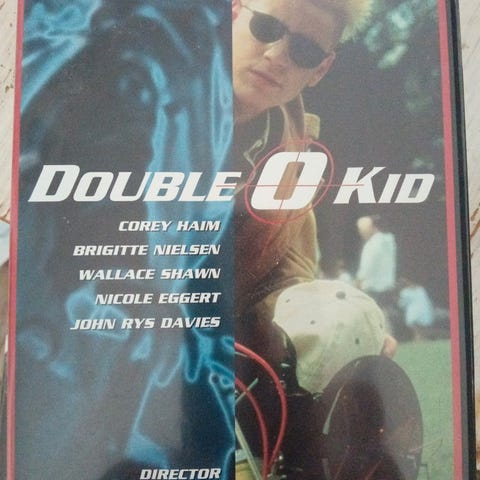 DOUBLE O KID
COREY HAIM
BRIGITTE NIELSEN
WALLACE SHAWN
NICOLE EGGERT
JOHN RYS DAVIES
DIRECTOR